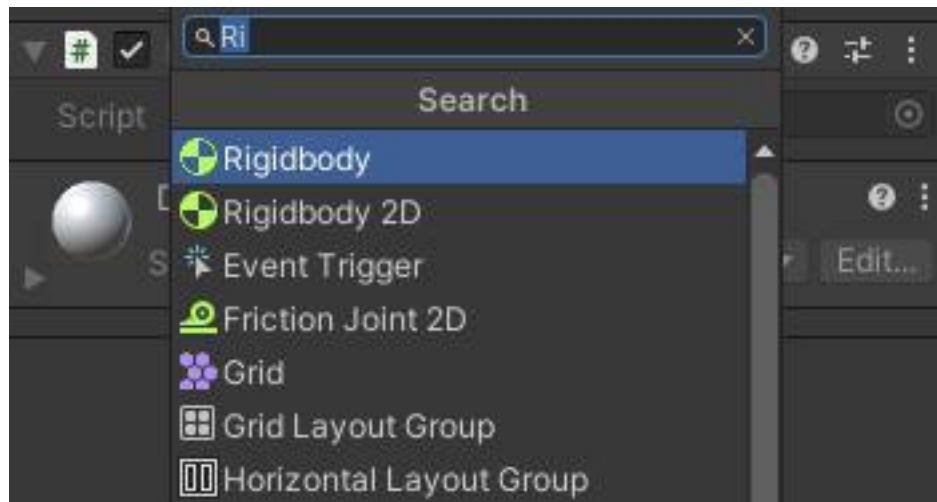 Ri
Search
Script
Rigidbody
Rigidbody 2D
Event Trigger
Edit...
Friction Joint 2D
Grid
Grid Layout Group
Horizontal Layout Group